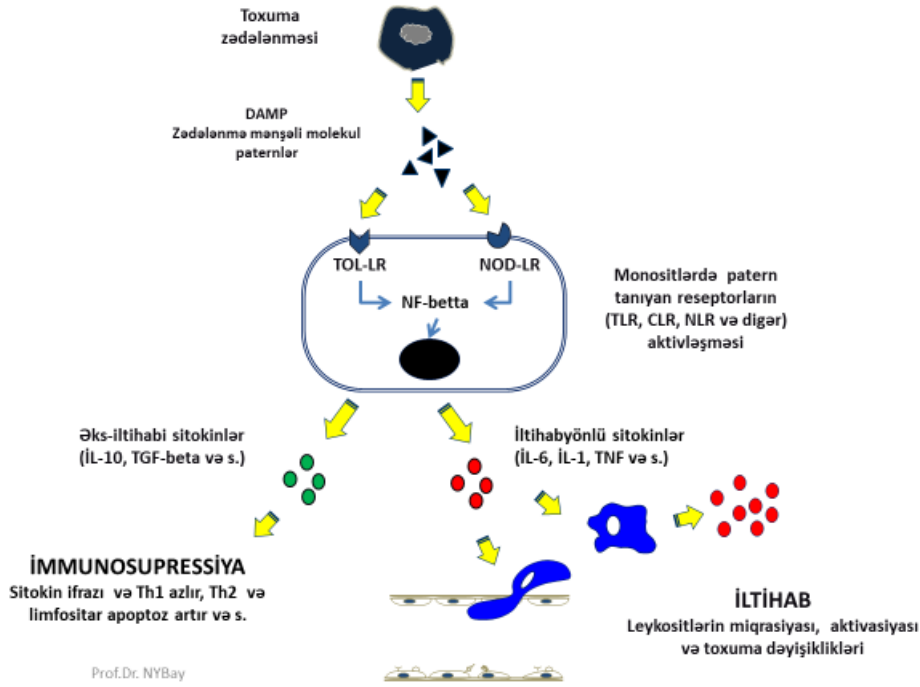 Toxuma
zədələnməsi
DAMP
Zədələnmə mənşəli molekul
paternlər
TOL-LR
NOD-LR
NF-betta
Monositlərdə patern
tanıyan reseptorların
(TLR, CLR, NLR və digər)
aktivləşməsi
Əks-iltihabi sitokinlər
(İL-10, TGF-beta və s.)
İltihabyönlü sitokinlər
(İL-6, İL-1, TNF və s.)
İMMUNOSUPRESSİYA
Sitokin ifrazı və Th1 azlır, Th2 və
limfositar apoptoz artır və s.
İLTİHAB
Leykositlərin miqrasiyası, aktivasiyası
və toxuma dəyişiklikləri
Prof.Dr. NYBay